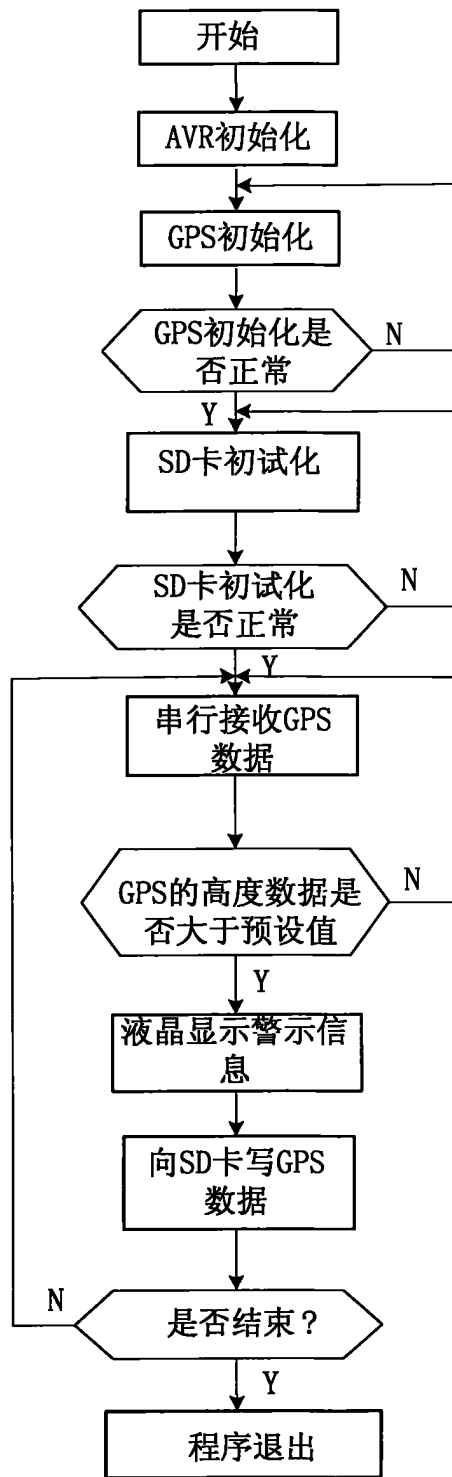 开始
AVR初始化
GPS初始化
GPS初始化是
否正常
N
Y
SD卡初试化
SD卡初试化
是否正常
N
Y
串行接收GPS
数据
GPS的高度数据是
否大于预设值
N
Y
液晶显示警示信
息
向SD卡写GPS
数据
是否结束?
N
Y
程序退出